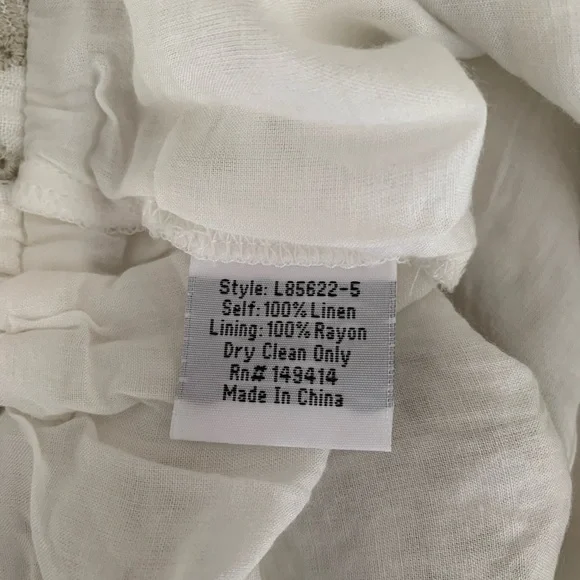 Style: L85622-5
Self: 100% Linen
Lining: 100% Rayon
Dry Clean Only
Rn# 149414
Made In China